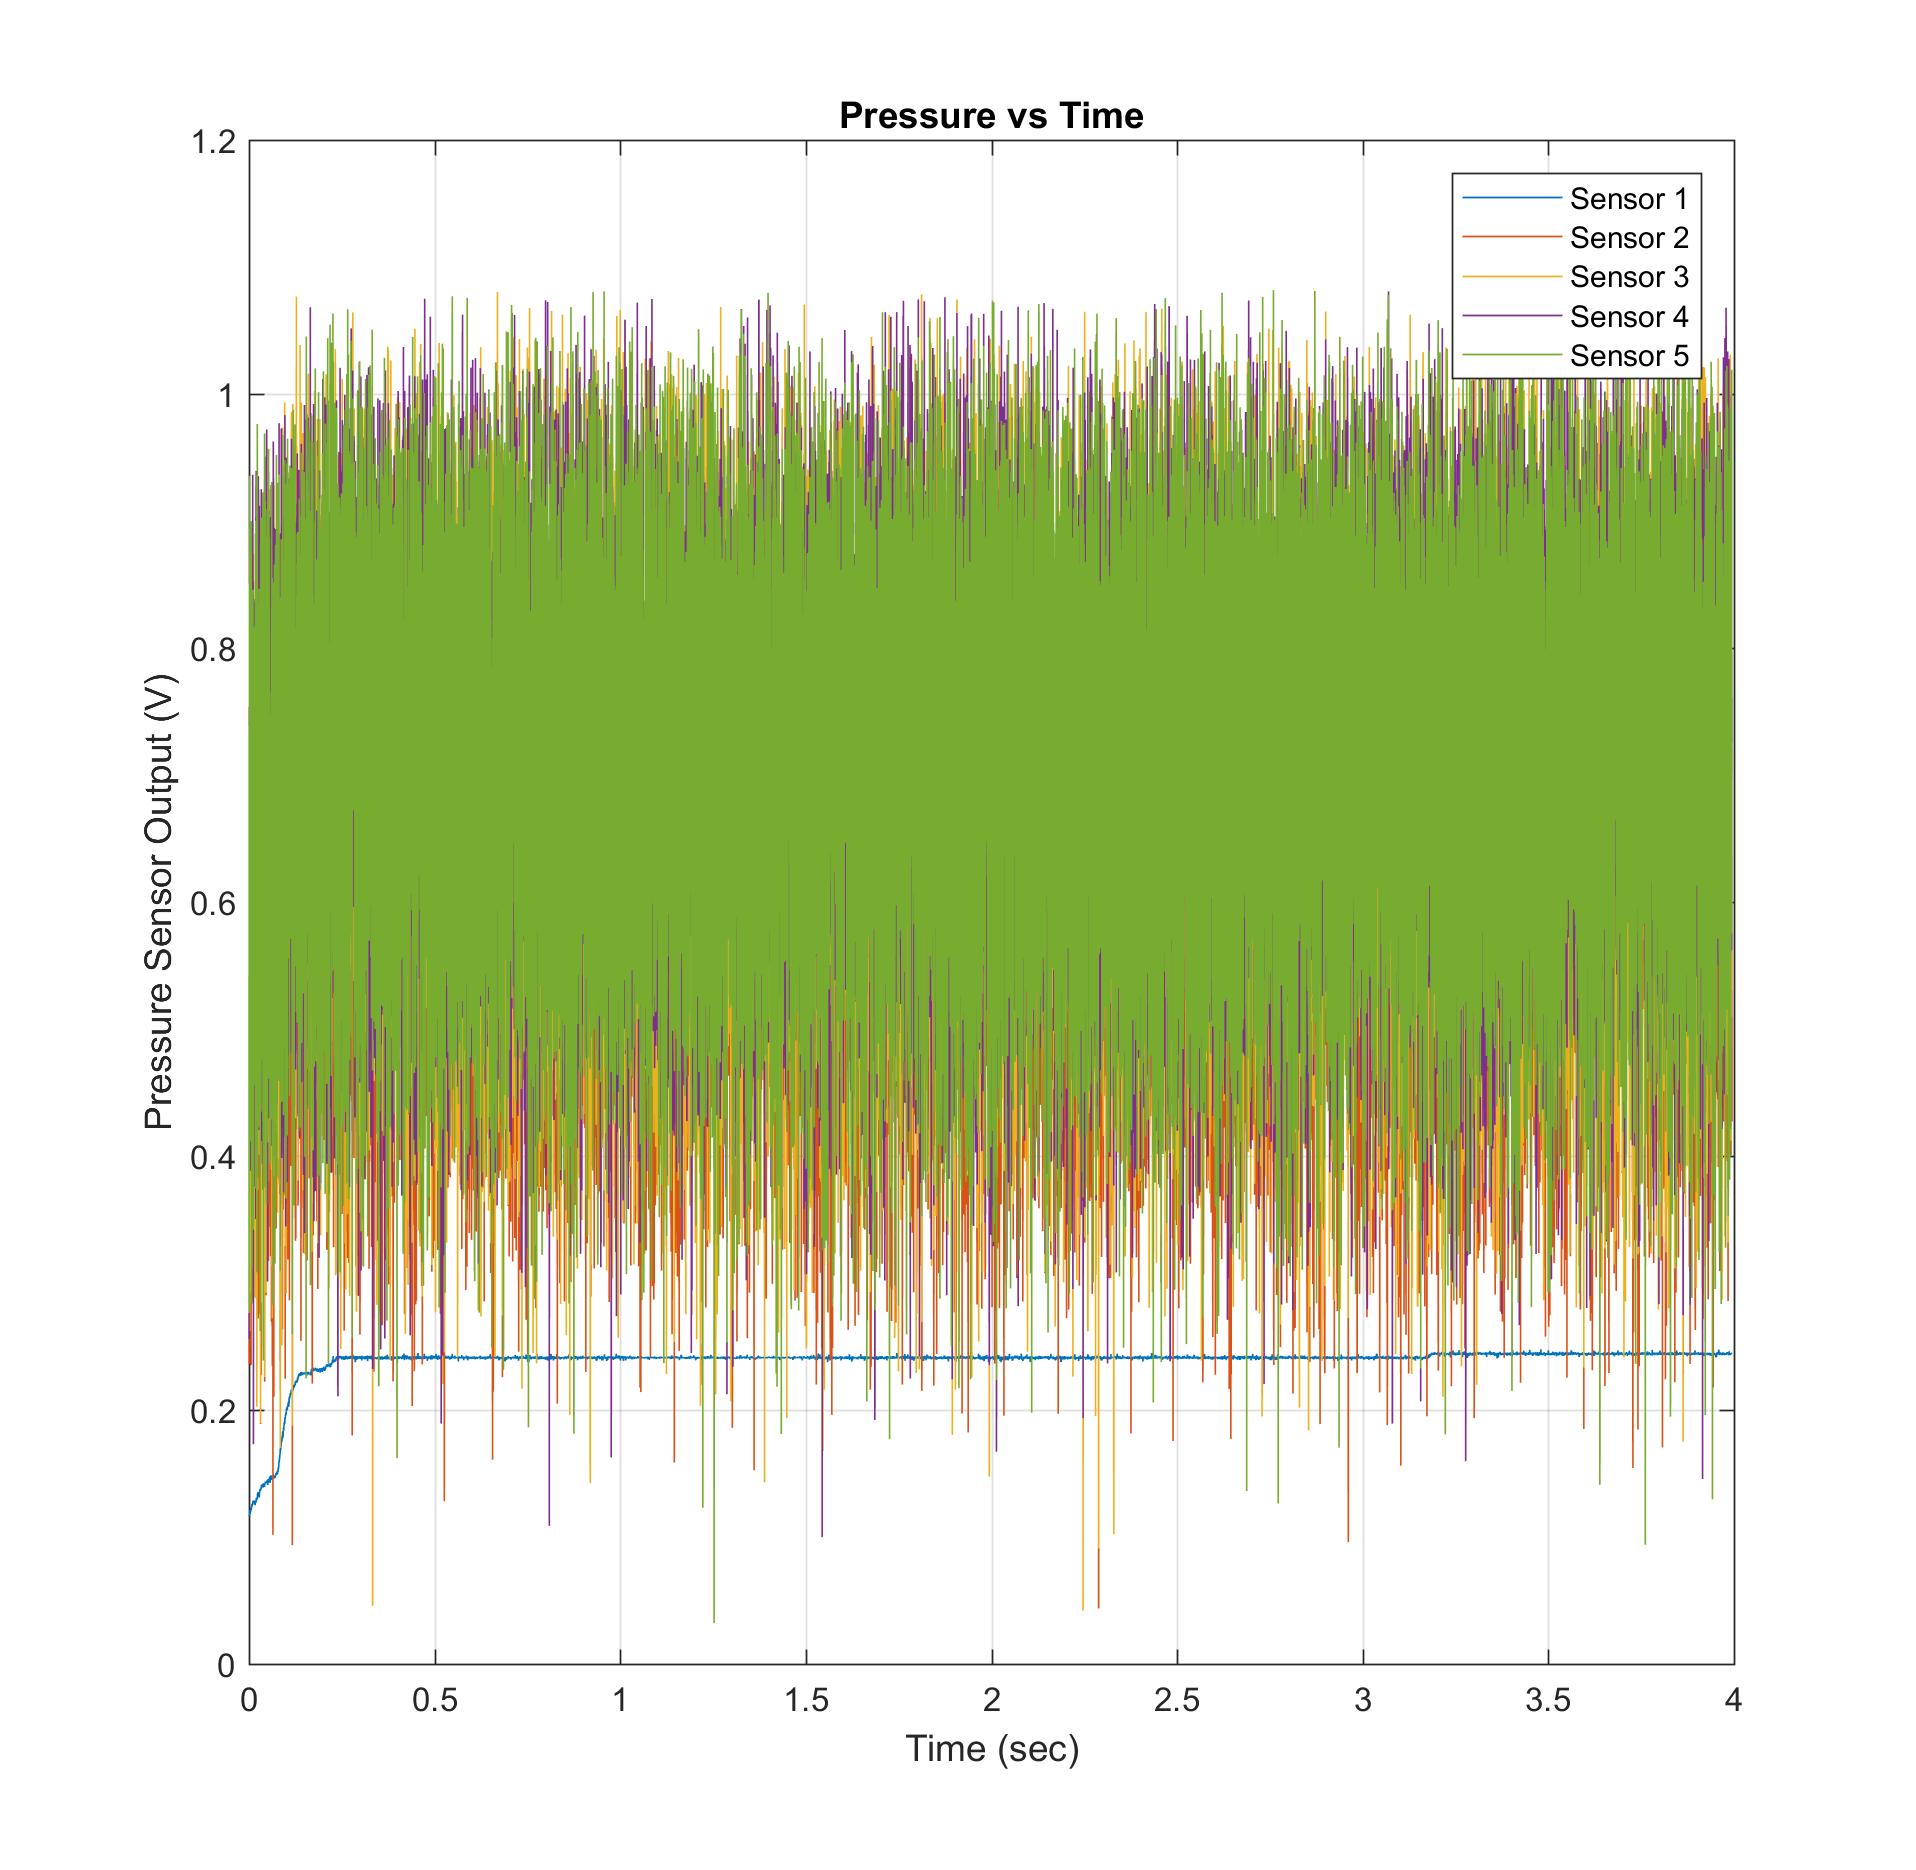 Pressure vs Time
1.2
1
0.8
0.6
0.4
0.2
0
Pressure Sensor Output (V)
Sensor 1
Sensor 2
Sensor 3
Sensor 4
Sensor 5
0 0.5 1 1.5 2 2.5 3 3.5 4
Time (sec)